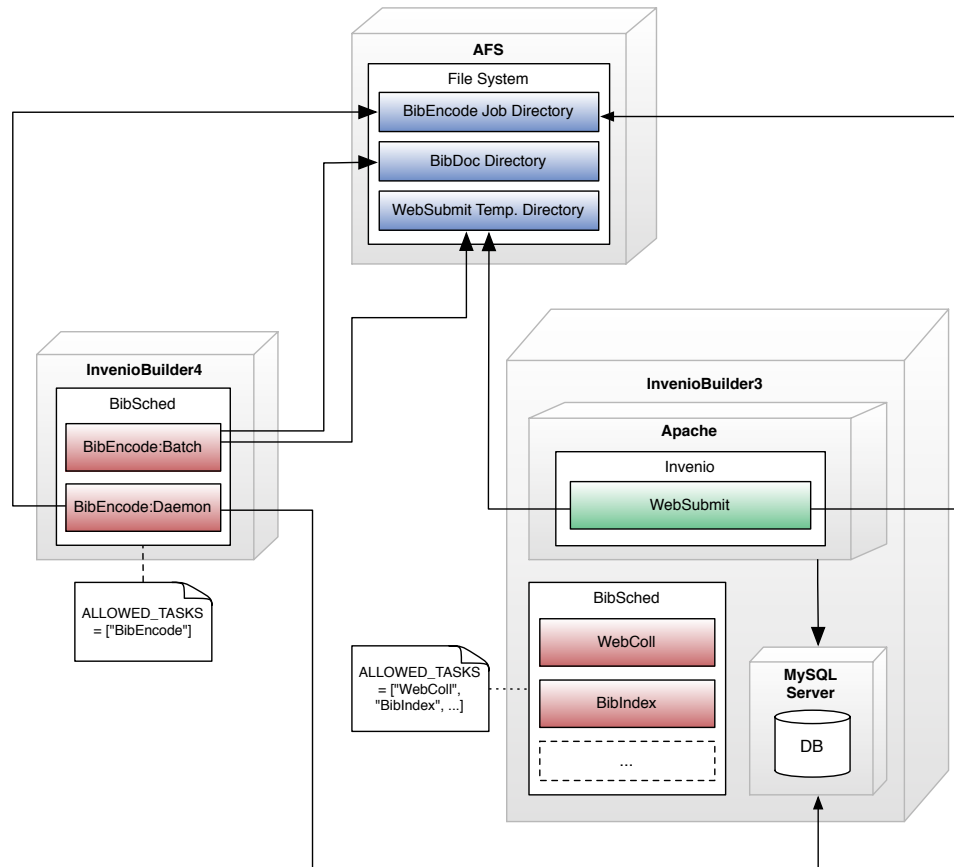 AFS
File System
BibEncode Job Directory
BibDoc Directory
WebSubmit Temp. Directory
InvenioBuilder4
BibSched
BibEncode:Batch
BibEncode:Daemon
ALLOWED_TASKS
= ["BibEncode"]
InvenioBuilder3
Apache
Invenio
WebSubmit
BibSched
WebColl
BibIndex
...
ALLOWED_TASKS
= ["WebColl",
"BibIndex", ...]
MySQL
Server
DB